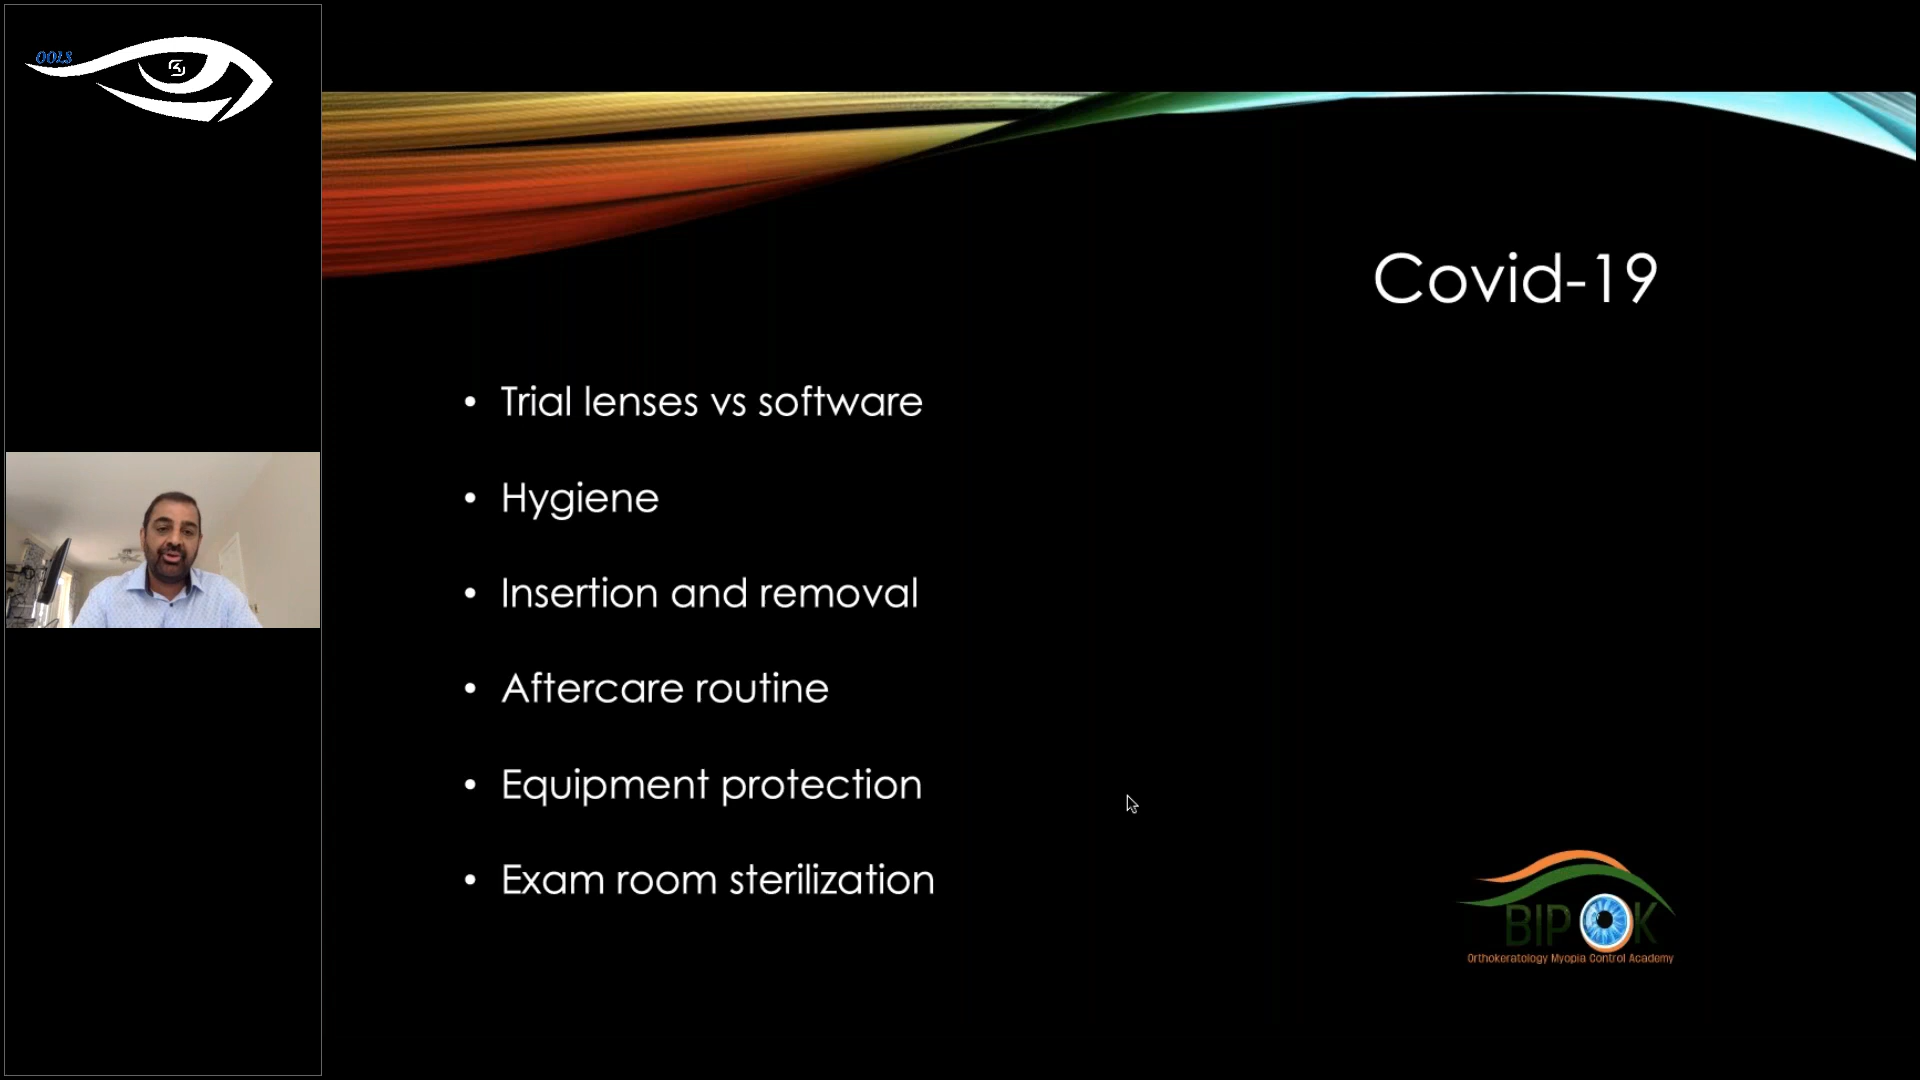 OOLS
Covid-19
• Trial lenses vs software
• Hygiene
• Insertion and removal
• Aftercare routine
• Equipment protection
• Exam room sterilization
BIPOK
Orthokeratology Myopia Control Academy